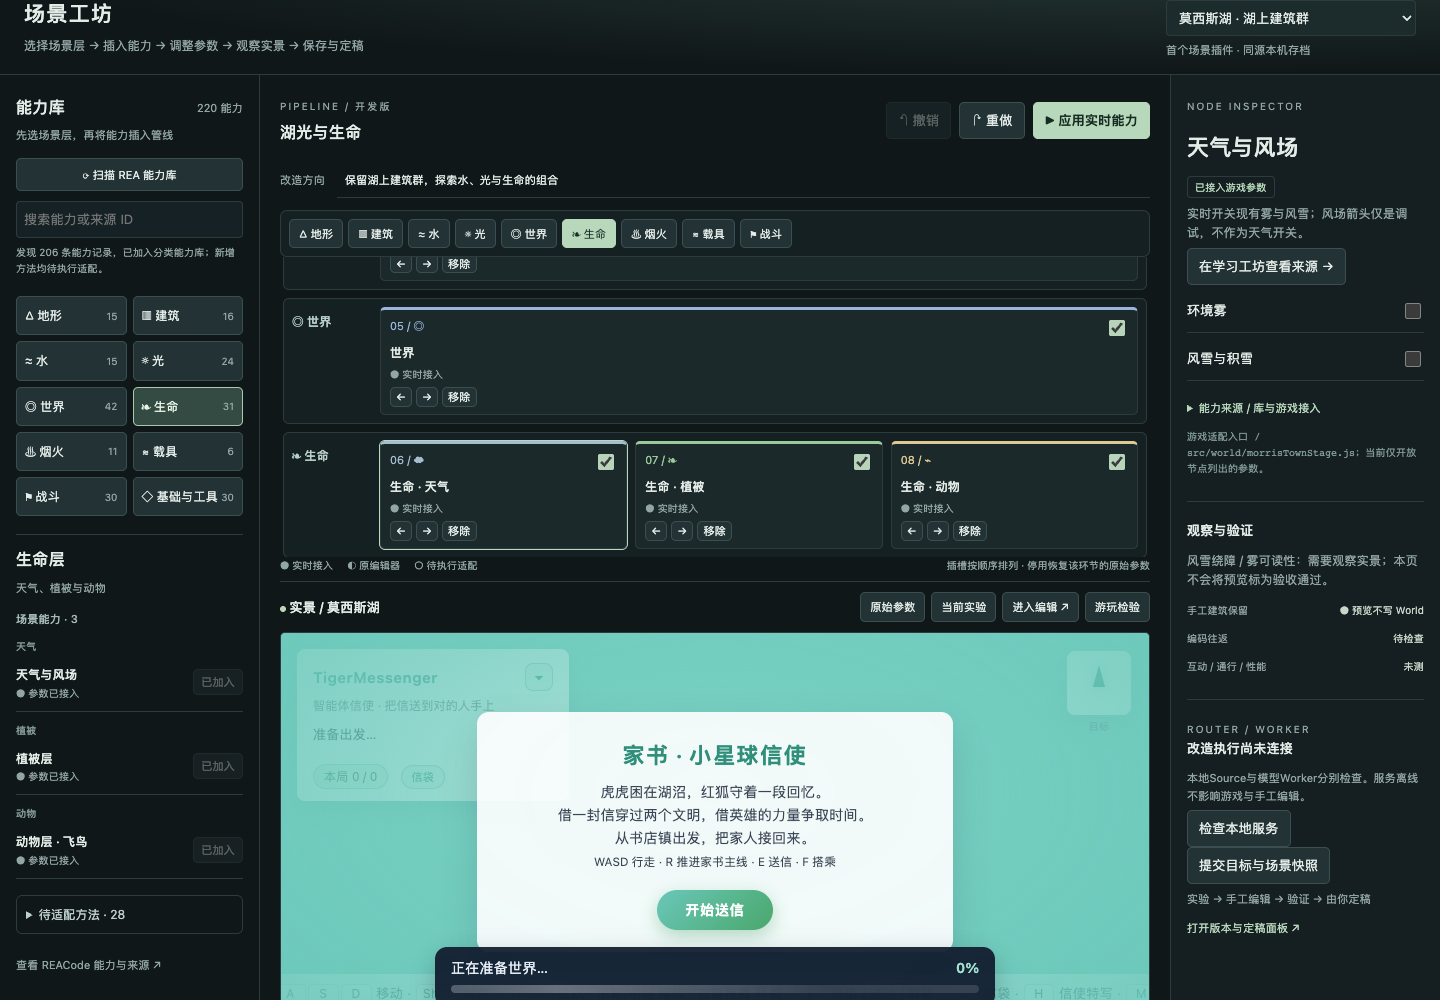 场景工坊
选择场景层 → 插入能力 → 调整参数 → 观察实景 → 保存与定稿
莫西斯湖 · 湖上建筑群
首个场景插件 · 同源本机存档
能力库
220 能力
先选场景层，再将能力插入管线
扫描 REA 能力库
搜索能力或来源 ID
发现 206 条能力记录，已加入分类能力库；新增
方法均待执行适配。
地形 15
建筑 16
水 15
光 24
世界 42
生命 31
烟火 11
载具 6
战斗 30
基础与工具 30
生命层
天气、植被与动物
场景能力 · 3
天气
天气与风场
参数已接入
已加入
植被
植被层
参数已接入
已加入
动物
动物层 · 飞鸟
参数已接入
已加入
待适配方法 · 28
查看 REACode 能力与来源 ↗
PIPELINE / 开发版
湖光与生命
撤销
重做
应用实时能力
改造方向
保留湖上建筑群，探索水、光与生命的组合
地形
建筑
水
光
世界
生命
烟火
载具
战斗
← → 移除
世界
05 /
世界
实时接入
← → 移除
生命
06 /
生命 · 天气
实时接入
← → 移除
07 /
生命 · 植被
实时接入
← → 移除
08 /
生命 · 动物
实时接入
← → 移除
实时接入
原编辑器
待执行适配
插槽按顺序排列 · 停用恢复该环节的原始参数
实景 / 莫西斯湖
原始参数
当前实验
进入编辑 ↗
游玩检验
TigerMessenger
智能体信使 · 把信送到对的人手上
准备出发...
本局 0 / 0
信袋
目标
家书 · 小星球信使
虎虎困在湖沼，红狐守着一段回忆。
借一封信穿过两个文明，借英雄的力量争取时间。
从书店镇出发，把家人接回来。
WASD 行走 · R 推进家书主线 · E 送信 · F 搭乘
开始送信
正在准备世界...
0%
A S D 移动 ·
袋 · H 信使特写 · M
NODE INSPECTOR
天气与风场
已接入游戏参数
实时开关现有雾与风雪；风场箭头仅是调
试，不作为天气开关。
在学习工坊查看来源 →
环境雾
风雪与积雪
能力来源 / 库与游戏接入
游戏适配入口 /
src/world/morrisTownStage.js；当前仅开放
节点列出的参数。
观察与验证
风雪绕障 / 雾可读性：需要观察实景；本页
不会将预览标为验收通过。
手工建筑保留
预览不写 World
编码往返
待检查
互动 / 通行 / 性能
未测
ROUTER / WORKER
改造执行尚未连接
本地Source与模型Worker分别检查。服务离线
不影响游戏与手工编辑。
检查本地服务
提交目标与场景快照
实验 → 手工编辑 → 验证 → 由你定稿
打开版本与定稿面板 ↗